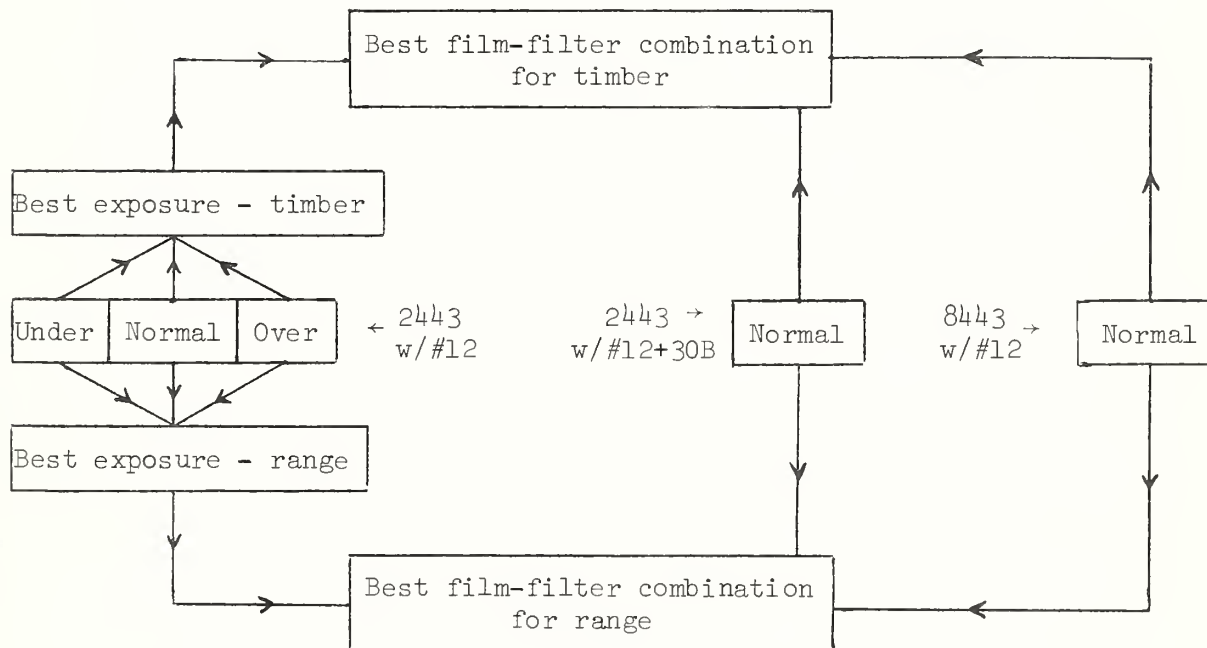 Best film-filter combination
for timber
Best exposure - timber
Under
Normal
Over
← 2443
w/#12
2443 →
w/#12+30B
Normal
8443 →
w/#12
Normal
Best exposure - range
Best film-filter combination
for range